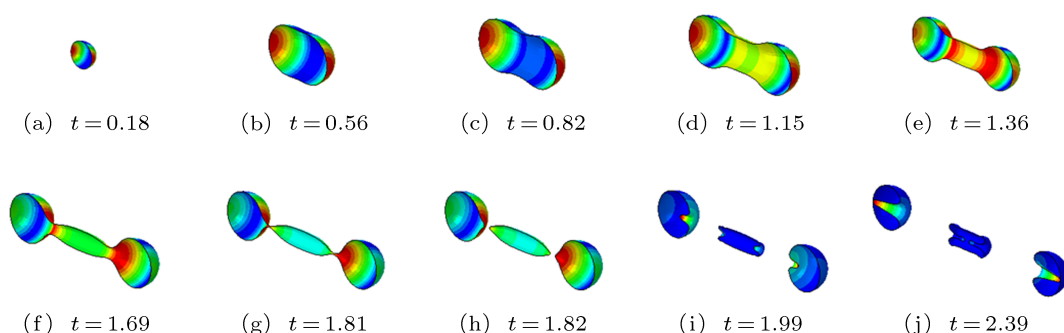 (a) t = 0.18 (b) t = 0.56 (c) t = 0.82 (d) t = 1.15 (e) t = 1.36
(f) t = 1.69 (g) t = 1.81 (h) t = 1.82 (i) t = 1.99 (j) t = 2.39